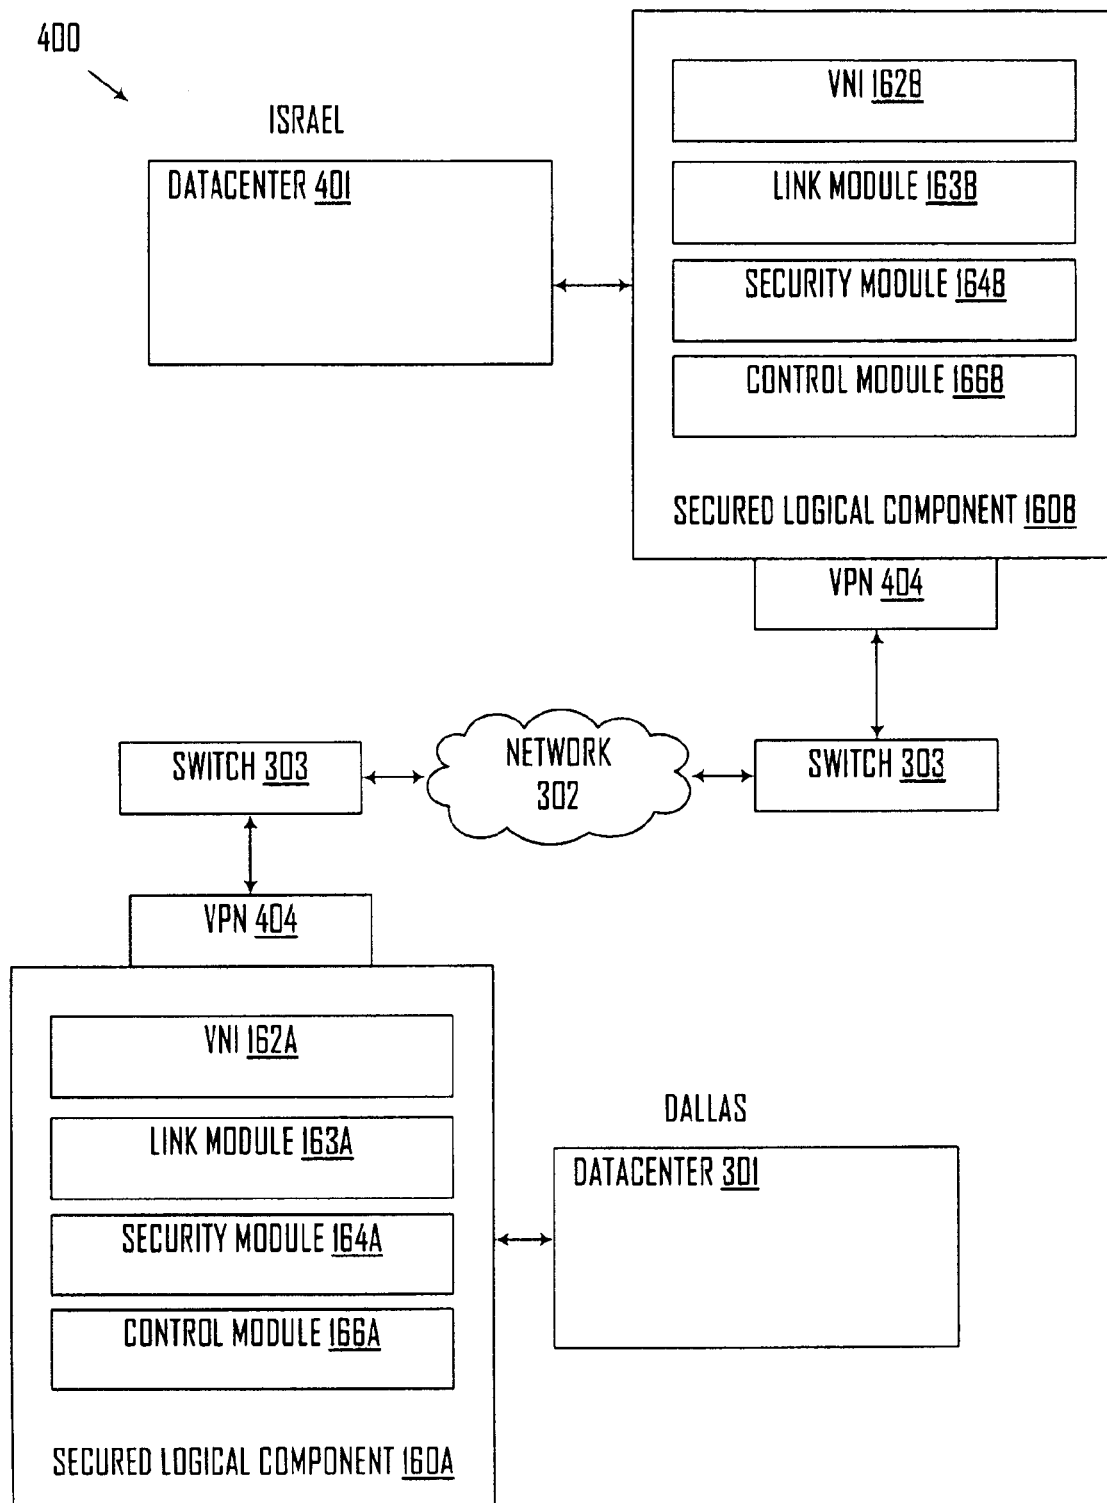 400
ISRAEL
DATACENTER 401
VNI 162B
LINK MODULE 163B
SECURITY MODULE 164B
CONTROL MODULE 166B
SECURED LOGICAL COMPONENT 160B
VPN 404
SWITCH 303
NETWORK
302
SWITCH 303
VPN 404
VNI 162A
LINK MODULE 163A
SECURITY MODULE 164A
CONTROL MODULE 166A
SECURED LOGICAL COMPONENT 160A
DALLAS
DATACENTER 301